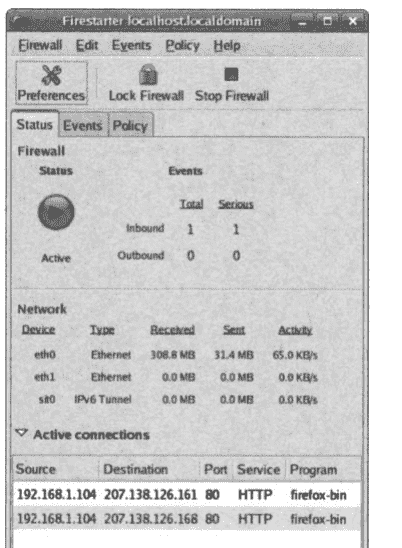 Firestarter localhost.localdomain
Firewall Edit Events Policy Help
Preferences Lock Firewall Stop Firewall
Status Events Policy
Firewall
Status Events
Total Serious
Inbound 1 1
Active Outbound 0 0
Network
Device Type Received Sent Activity
eth0 Ethernet 308.8 MB 31.4 MB 65.0 KB/s
eth1 Ethernet 0.0 MB 0.0 MB 0.0 KB/s
sit0 IPv6 Tunnel 0.0 MB 0.0 MB 0.0 KB/s
Active connections
Source Destination Port Service Program
192.168.1.104 207.138.126.161 80 HTTP firefox-bin
192.168.1.104 207.138.126.168 80 HTTP firefox-bin